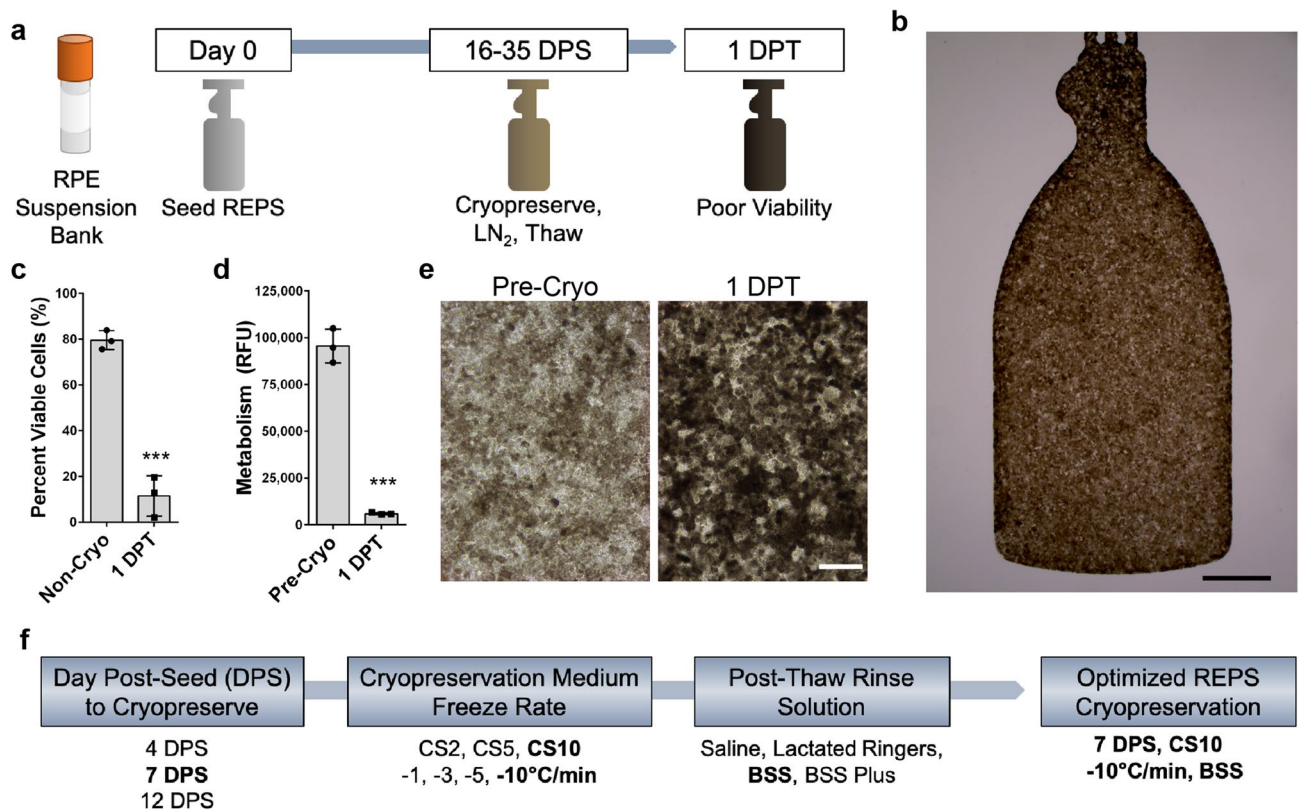 a
Day 0
16-35 DPS
1 DPT
RPE
Suspension
Bank
Seed REPS
Cryopreserve,
LN₂, Thaw
Poor Viability
b
c
Percent Viable Cells (%)
100
80
60
40
20
0
***
Non-Cryo
1 DPT
d
Metabolism (RFU)
125,000
100,000
75,000
50,000
25,000
0
***
Pre-Cryo
1 DPT
e
Pre-Cryo
1 DPT
f
Day Post-Seed (DPS)
to Cryopreserve
4 DPS
7 DPS
12 DPS
Cryopreservation Medium
Freeze Rate
CS2, CS5, CS10
-1, -3, -5, -10°C/min
Post-Thaw Rinse
Solution
Saline, Lactated Ringers,
BSS, BSS Plus
Optimized REPS
Cryopreservation
7 DPS, CS10
-10°C/min, BSS